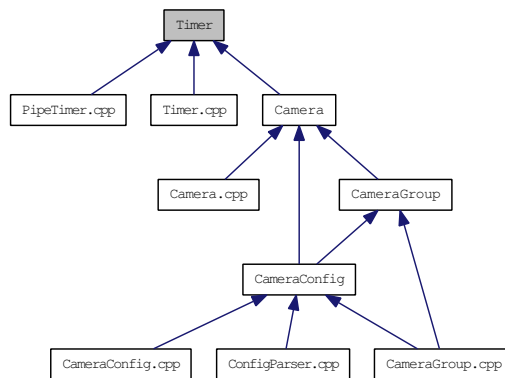 Timer
PipeTimer.cpp
Timer.cpp
Camera
Camera.cpp
CameraGroup
CameraConfig
CameraConfig.cpp
ConfigParser.cpp
CameraGroup.cpp